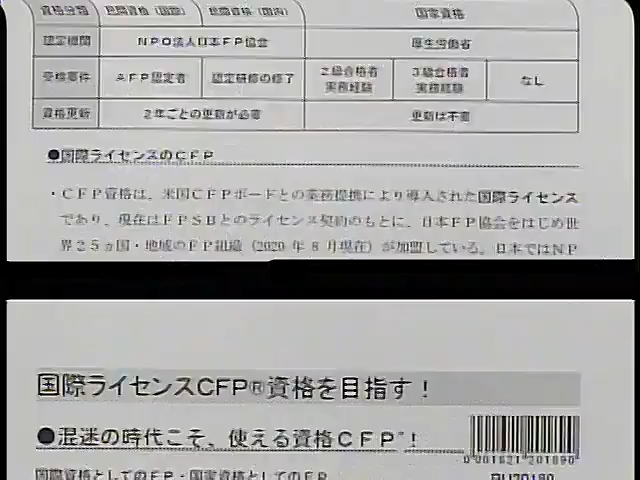 資格分類 民間資格（国際） 民間資格（国内） 国家資格
認定機関 NPO法人日本FP協会 厚生労働省
受検要件 AFP認定者 認定研修の修了 2級合格者 実務経験 3級合格者 実務経験 なし
資格更新 2年ごとの更新が必要 更新は不要
●国際ライセンスのCFP
・CFP資格は、米国CFPボードとの業務提携により導入された国際ライセンス
であり、現在はFPSBとのライセンス契約のもとに、日本FP協会をはじめ世
界25ヵ国・地域のFP組織（2020年8月現在）が加盟している。日本ではNP
国際ライセンスCFP®資格を目指す！
●混迷の時代こそ、使える資格CFP®！
国際資格としてのFP・国家資格としてのFP